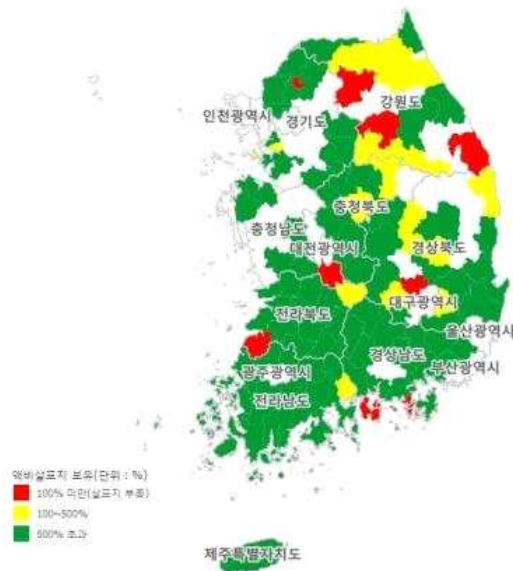 강원도
인천광역시
경기도
충청북도
충청남도
대전광역시
경상북도
대구광역시
전라북도
울산광역시
경상남도
광주광역시
부산광역시
전라남도
액비살포지 보유(단위 : %)
100% 미만(살포지 부족)
100~500%
500% 초과
제주특별자치도